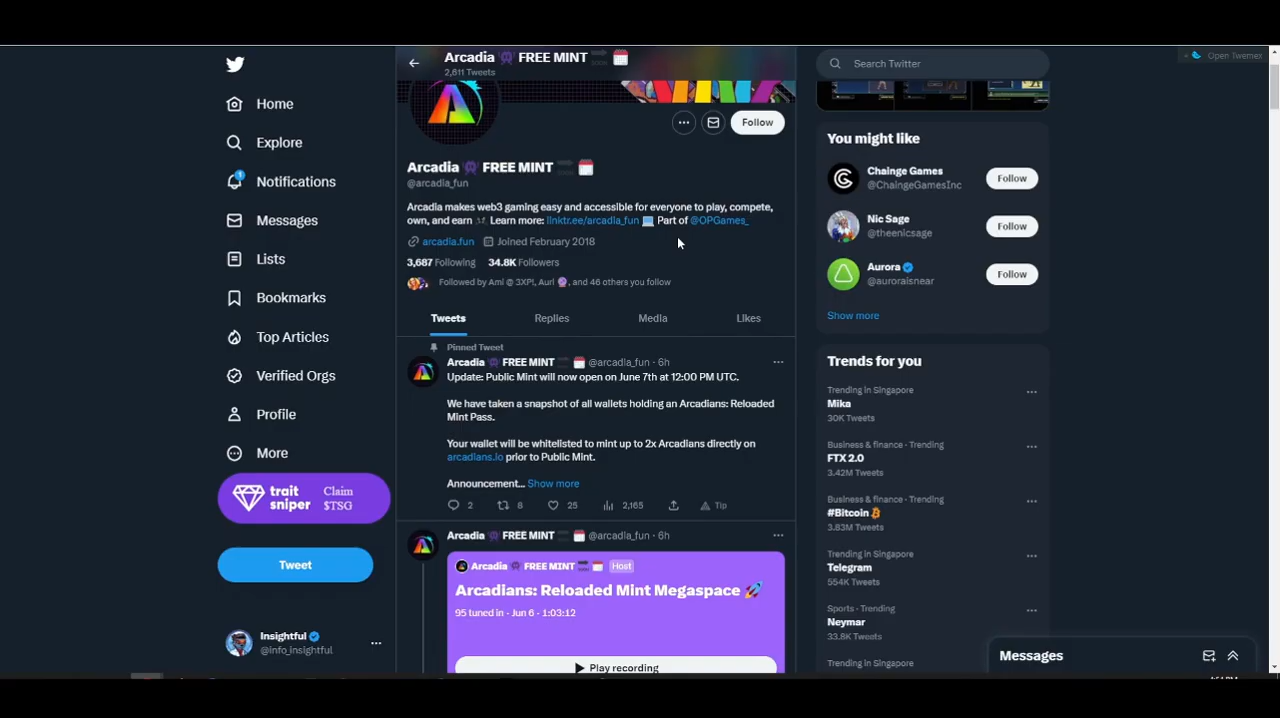 Arcadia FREE MINT SOON
2,611 Tweets
Search Twitter
Open Twemex
Home
Explore
Notifications
1
Messages
Lists
Bookmarks
Top Articles
Verified Orgs
Profile
More
trait sniper
Claim $TSG
Tweet
Insightful
@info_insightful
Follow
Arcadia FREE MINT
@arcadia_fun
Arcadia makes web3 gaming easy and accessible for everyone to play, compete,
own, and earn Learn more: linktr.ee/arcadia_fun Part of @OPGames_
arcadia.fun Joined February 2018
3,687 Following 34.8K Followers
Followed by Ami @ 3XP!, Auri, and 46 others you follow
Tweets Replies Media Likes
Pinned Tweet
Arcadia FREE MINT @arcadia_fun · 6h
Update: Public Mint will now open on June 7th at 12:00 PM UTC.
We have taken a snapshot of all wallets holding an Arcadians: Reloaded
Mint Pass.
Your wallet will be whitelisted to mint up to 2x Arcadians directly on
arcadians.io prior to Public Mint.
Announcement... Show more
2 8 25 2,165 Tip
Arcadia FREE MINT @arcadia_fun · 6h
Arcadia FREE MINT Host
Arcadians: Reloaded Mint Megaspace
95 tuned in · Jun 6 · 1:03:12
Play recording
You might like
Chainge Games
@ChaingeGamesInc
Follow
Nic Sage
@theenicsage
Follow
Aurora
@auroraisnear
Follow
Show more
Trends for you
Trending in Singapore
Mika
30K Tweets
Business & finance · Trending
FTX 2.0
3.42M Tweets
Business & finance · Trending
#Bitcoin
3.83M Tweets
Trending in Singapore
Telegram
554K Tweets
Sports · Trending
Neymar
33.8K Tweets
Trending in Singapore
Messages